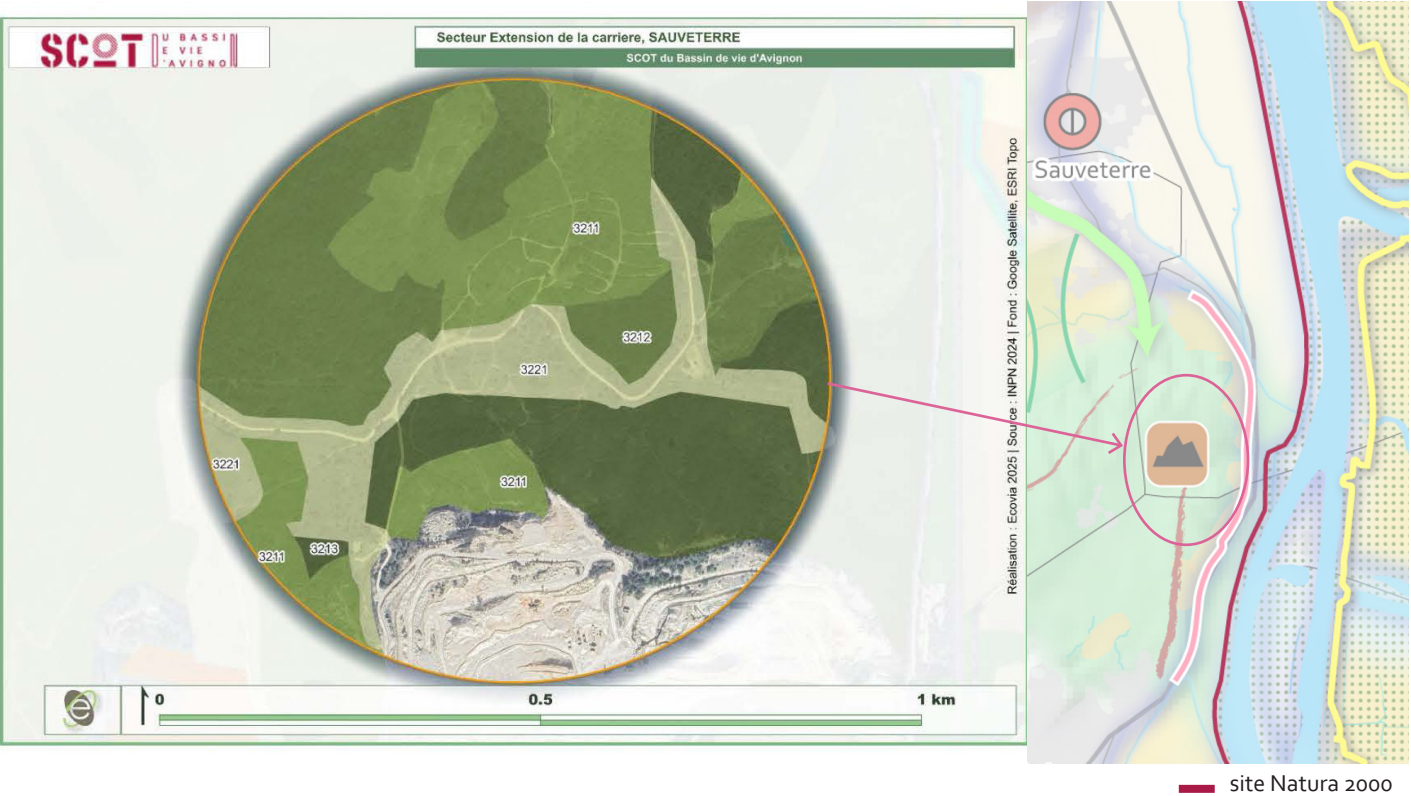 SCOT DU BASSIN
DE VIE
D'AVIGNON
Secteur Extension de la carriere, SAUVETERRE
SCOT du Bassin de vie d'Avignon
3211
3212
3221
3221
3211
3211
3213
Réalisation : Ecovia 2025 | Source : INPN 2024 | Fond : Google Satellite, ESRI Topo
0 0.5 1 km
Sauveterre
site Natura 2000